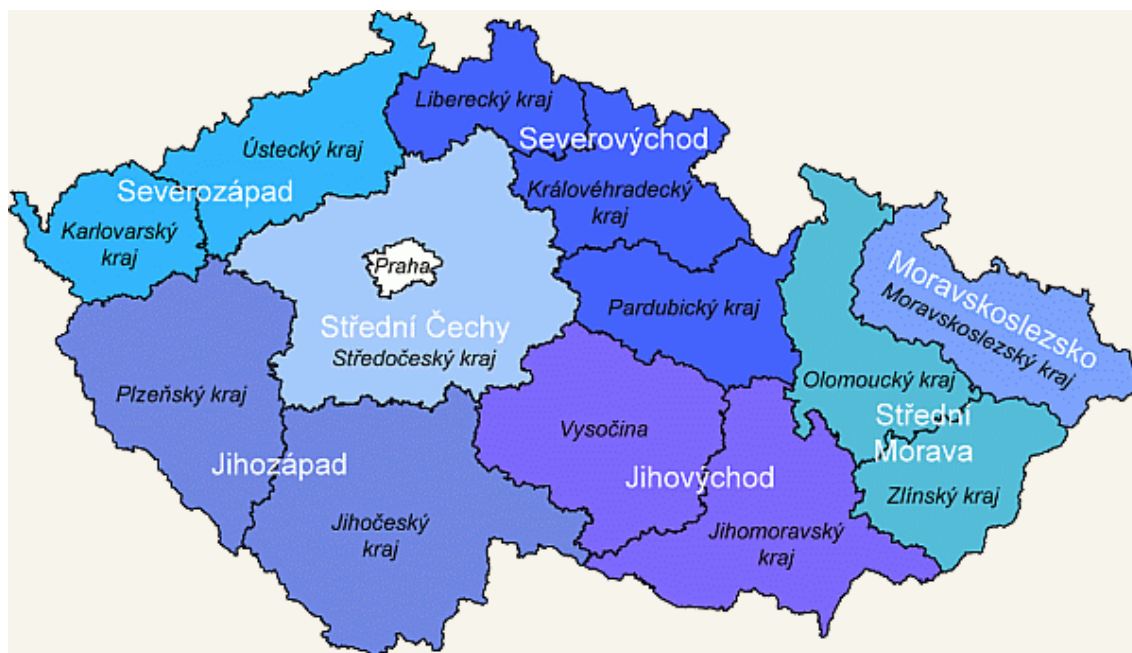 Liberecký kraj
Severovýchod
Ústecký kraj
Severozápad
Královéhradecký
kraj
Karlovarský
kraj
Praha
Moravskoslezsko
Moravskoslezský kraj
Pardubický kraj
Střední Čechy
Středočeský kraj
Plzeňský kraj
Olomoucký kraj
Střední
Morava
Vysočina
Jihozápad
Jihovýchod
Zlínský kraj
Jihočeský
kraj
Jihomoravský
kraj